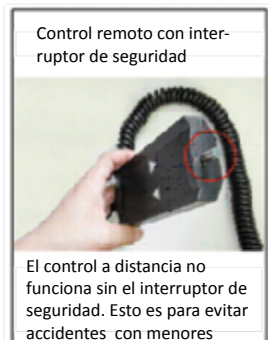 Control remoto con inter-
ruptor de seguridad
El control a distancia no
funciona sin el interruptor de
seguridad. Esto es para evitar
accidentes con menores